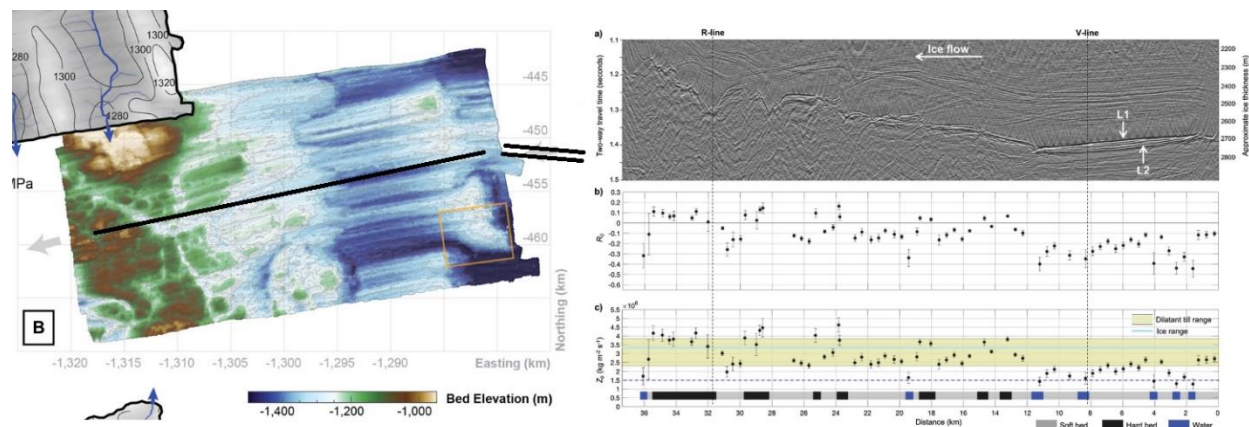 1300
1300
1280
1300
1320
1280
MPa
B
-445
-450
-455
-460
Northing (km)
-1,320
-1,315
-1,310
-1,300
-1,295
-1,290
Easting (km)
-1,400
-1,200
-1,000
Bed Elevation (m)
R-line
V-line
a)
Ice flow
L1
L2
Two-way travel time (seconds)
1.1
1.2
1.3
1.4
1.5
Approximate ice thickness (m)
2200
2300
2400
2500
2600
2700
2800
b)
R₀
0.3
0.2
0.1
0
-0.1
-0.2
-0.3
-0.4
-0.5
-0.6
c)
×10⁶
Z₀ (kg m⁻² s⁻¹)
5.5
5
4.5
4
3.5
3
2.5
2
1.5
1
0.5
Dilatant till range
Ice range
36 34 32 30 28 26 24 22 20 18 16 14 12 10 8 6 4 2 0
Distance (km)
Soft bed Hard bed Water